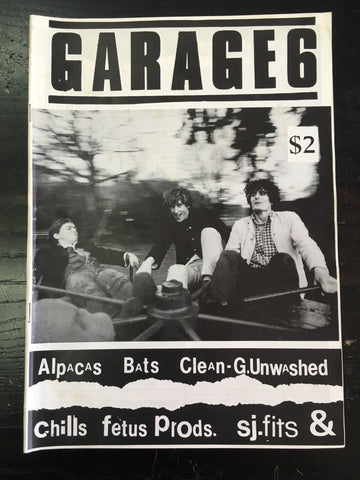 GARAGE6
$2
Alpacas Bats Clean-G.Unwashed
chills fetus Prods. sj.fits &